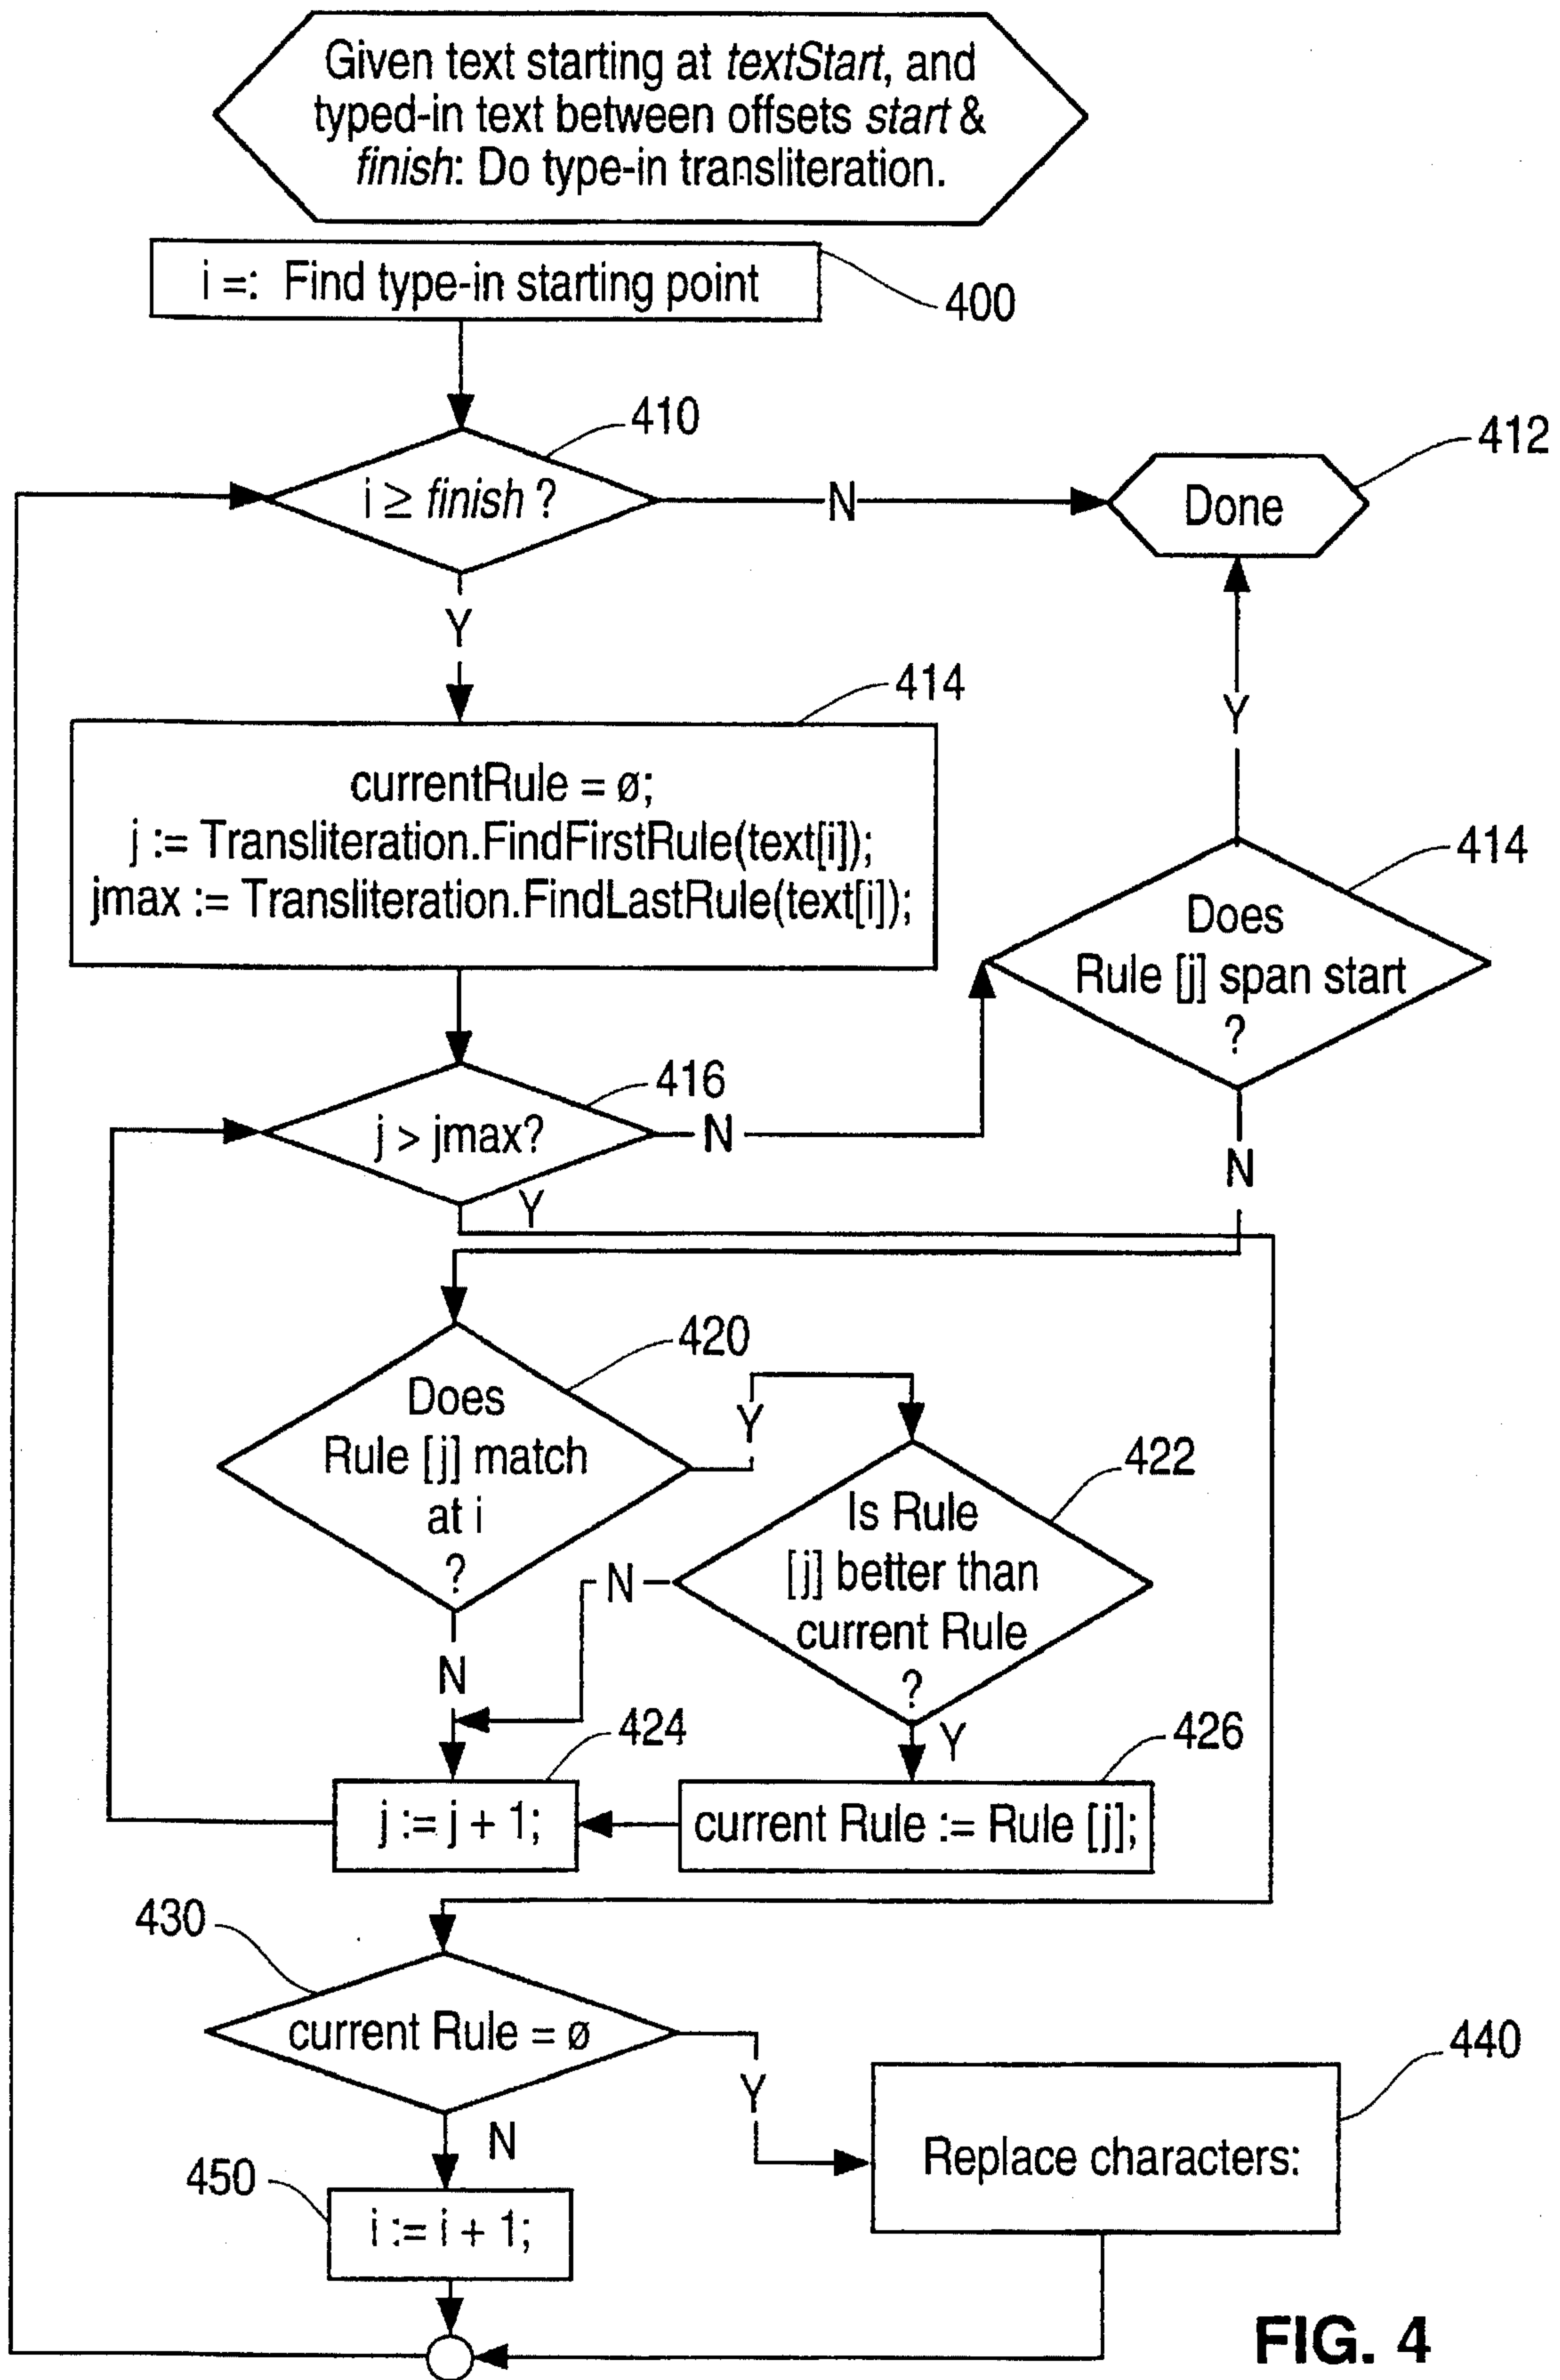 Given text starting at textStart, and
typed-in text between offsets start &
finish: Do type-in transliteration.
i =: Find type-in starting point
400
410
i ≥ finish ?
N
Done
412
Y
414
currentRule = ø;
j := Transliteration.FindFirstRule(text[i]);
jmax := Transliteration.FindLastRule(text[i]);
Y
414
Does
Rule [j] span start
?
416
j > jmax?
N
Y
N
420
Does
Rule [j] match
at i
?
Y
422
Is Rule
[j] better than
current Rule
?
N
N
Y
424
j := j + 1;
426
current Rule := Rule [j];
430
current Rule = ø
Y
440
Replace characters:
N
450
i := i + 1;
FIG. 4